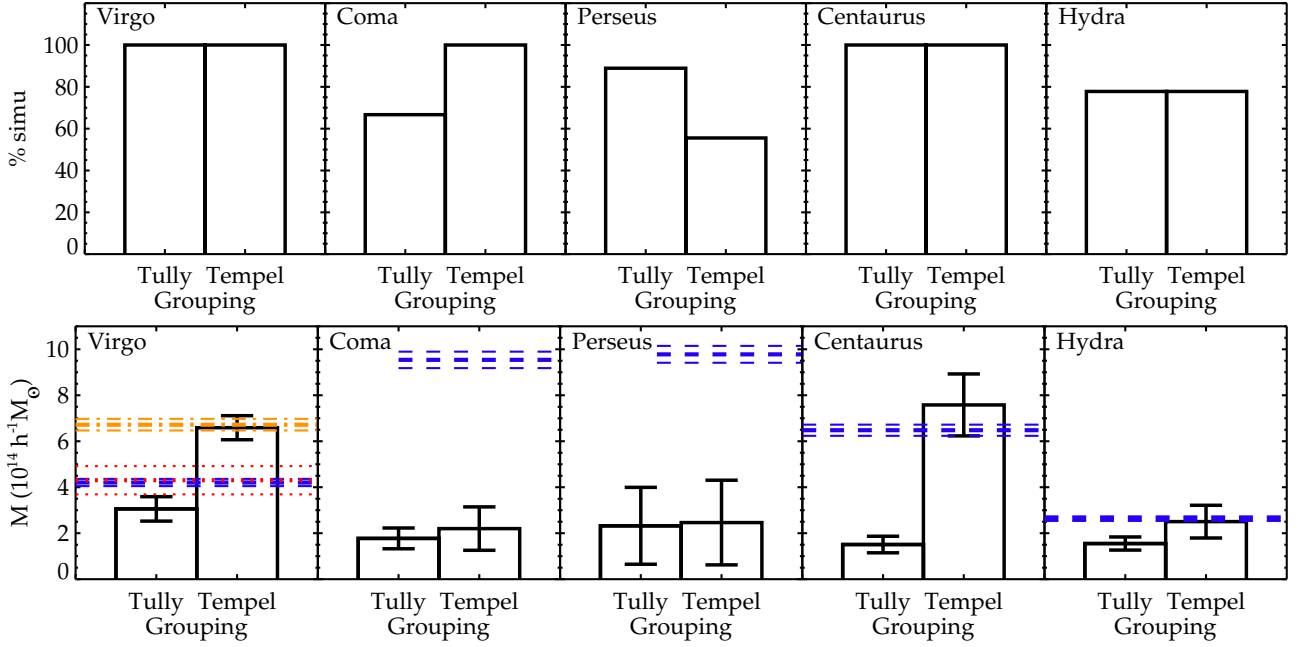 Virgo Coma Perseus Centaurus Hydra
100
80
60
40
20
0
% simu
Tully Tempel Tully Tempel Tully Tempel Tully Tempel Tully Tempel
Grouping Grouping Grouping Grouping Grouping
Virgo Coma Perseus Centaurus Hydra
10
8
6
4
2
0
M (10¹⁴ h⁻¹M☉)
Tully Tempel Tully Tempel Tully Tempel Tully Tempel Tully Tempel
Grouping Grouping Grouping Grouping Grouping